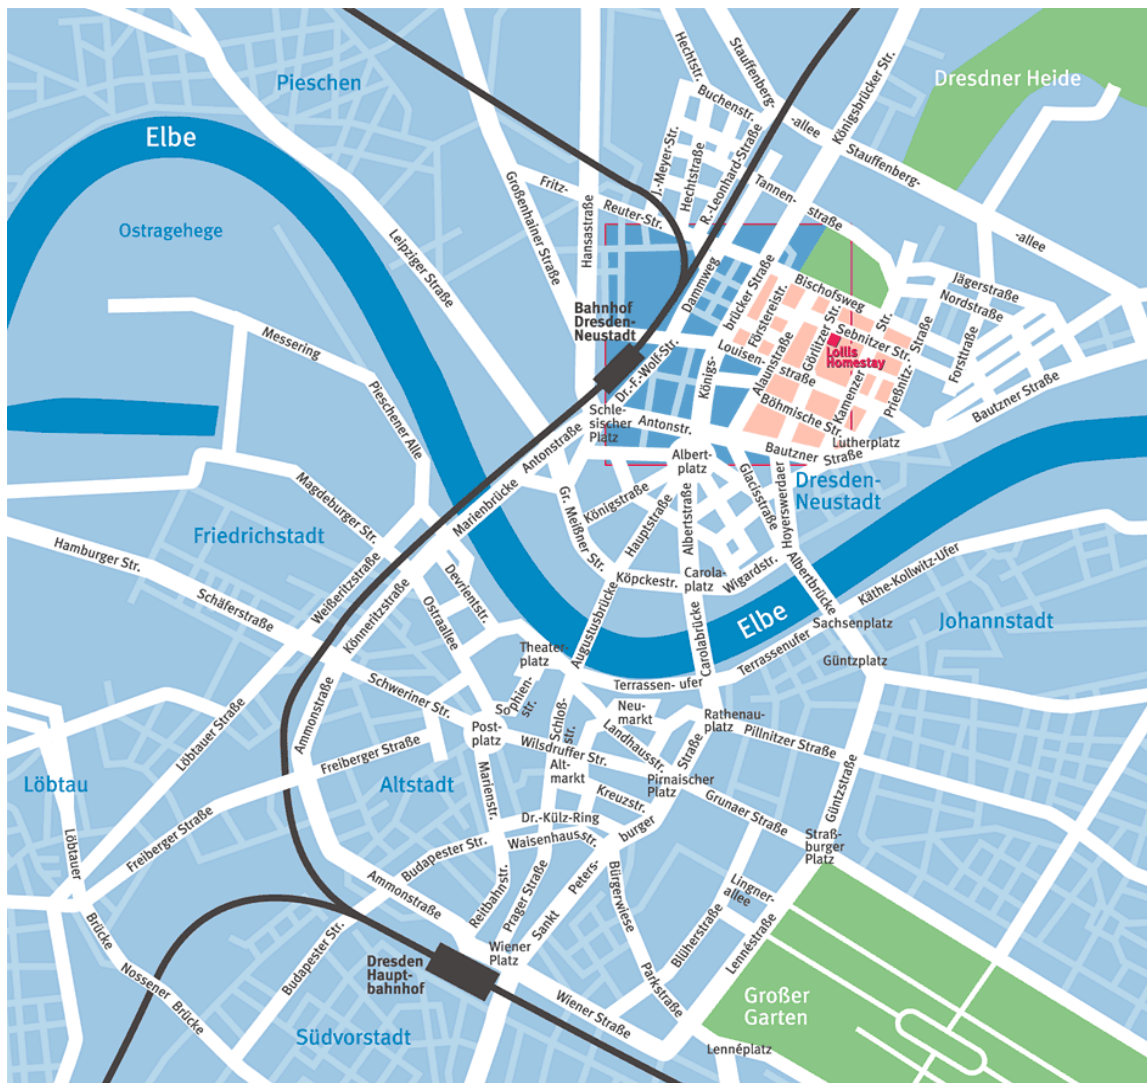 Pieschen
Elbe
Ostragehege
Hechtstr.
Buchenstr.
Stauffenberg-
-allee
Stauffenberg-
-allee
Königsbrücker Str.
Dresdner Heide
J.-Meyer-Str.
Hechtstraße
R.-Leonhard-Straße
Tannen-
straße
Fritz-
Reuter-Str.
Großenhainer Straße
Hansastraße
Leipziger Straße
Bahnhof
Dresden-
Neustadt
Dammweg
Dr.-F.-Wolf-Str.
Königs-
brücker Straße
Förstereistr.
Bischofsweg
Jägerstraße
Nordstraße
Sebnitzer Str.
Görlitzer Str.
Str.
Kamenzer
Lollis
Homestay
Louisen-
straße
Alaunstraße
Böhmische Str.
Prießnitz-
Straße
Forsttraße
Bautzner Straße
Lutherplatz
Bautzner Straße
Messering
Pieschener Alle
Schle-
sischer
Platz
Antonstr.
Antonstraße
Albert-
platz
Marienbrücke
Magdeburger Str.
Friedrichstadt
Hamburger Str.
Schäferstraße
Weißeritzstraße
Könneritzstraße
Devrientstr.
Ostraallee
Gr. Meißner Str.
Königstraße
Hauptstraße
Albertstraße
Glacisstraße
Hoyerswerdaer
Dresden-
Neustadt
Köpckestr.
Carola-
platz
Wigardstr.
Albertbrücke
Käthe-Kollwitz-Ufer
Elbe
Sachsenplatz
Johannstadt
Güntzplatz
Augustusbrücke
Carolabrücke
Terrassenufer
Terrassen- ufer
Theater-
platz
Sophien-
str.
Schloß-
str.
Neu-
markt
Rathenau-
platz
Pillnitzer Straße
Landhausstr.
Schweriner Str.
Post-
platz
Wilsdruffer Str.
Alt-
markt
Pirnaischer
Platz
Grunaer Straße
Straße
Güntzstraße
Straß-
burger
Platz
Ammonstraße
Löbtauer Straße
Freiberger Straße
Freiberger Straße
Löbtau
Löbtauer
Brücke
Altstadt
Marienstr.
Kreuzstr.
Dr.-Külz-Ring
Waisenhausstr.
Budapester Str.
Budapester Str.
Ammonstraße
Reitbahnstr.
Prager Straße
Sankt
Peters-
burger
Bürgerwiese
Lingner-
allee
Blüherstraße
Lennéstraße
Parkstraße
Wiener
Platz
Wiener Straße
Dresden
Haupt-
bahnhof
Nossener Brücke
Südvorstadt
Großer
Garten
Lennéplatz